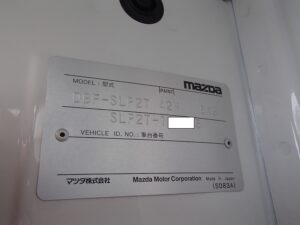 mazda
MODEL:型式 PAINT
DBF-SLP2T
SLP2T-
VEHICLE ID. NO.:車台番号
マツダ株式会社 Mazda Motor Corporation Made in Japan
(S083A)